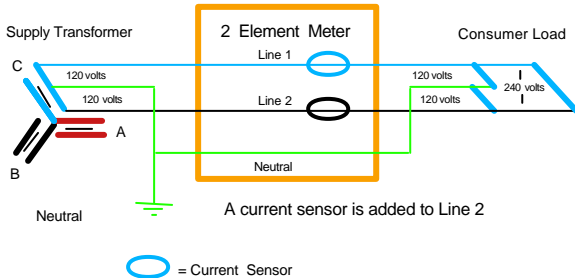 Supply Transformer
2 Element Meter
Consumer Load
C
Line 1
120 volts
120 volts
120 volts
120 volts
240 volts
Line 2
A
B
Neutral
Neutral
A current sensor is added to Line 2
= Current Sensor